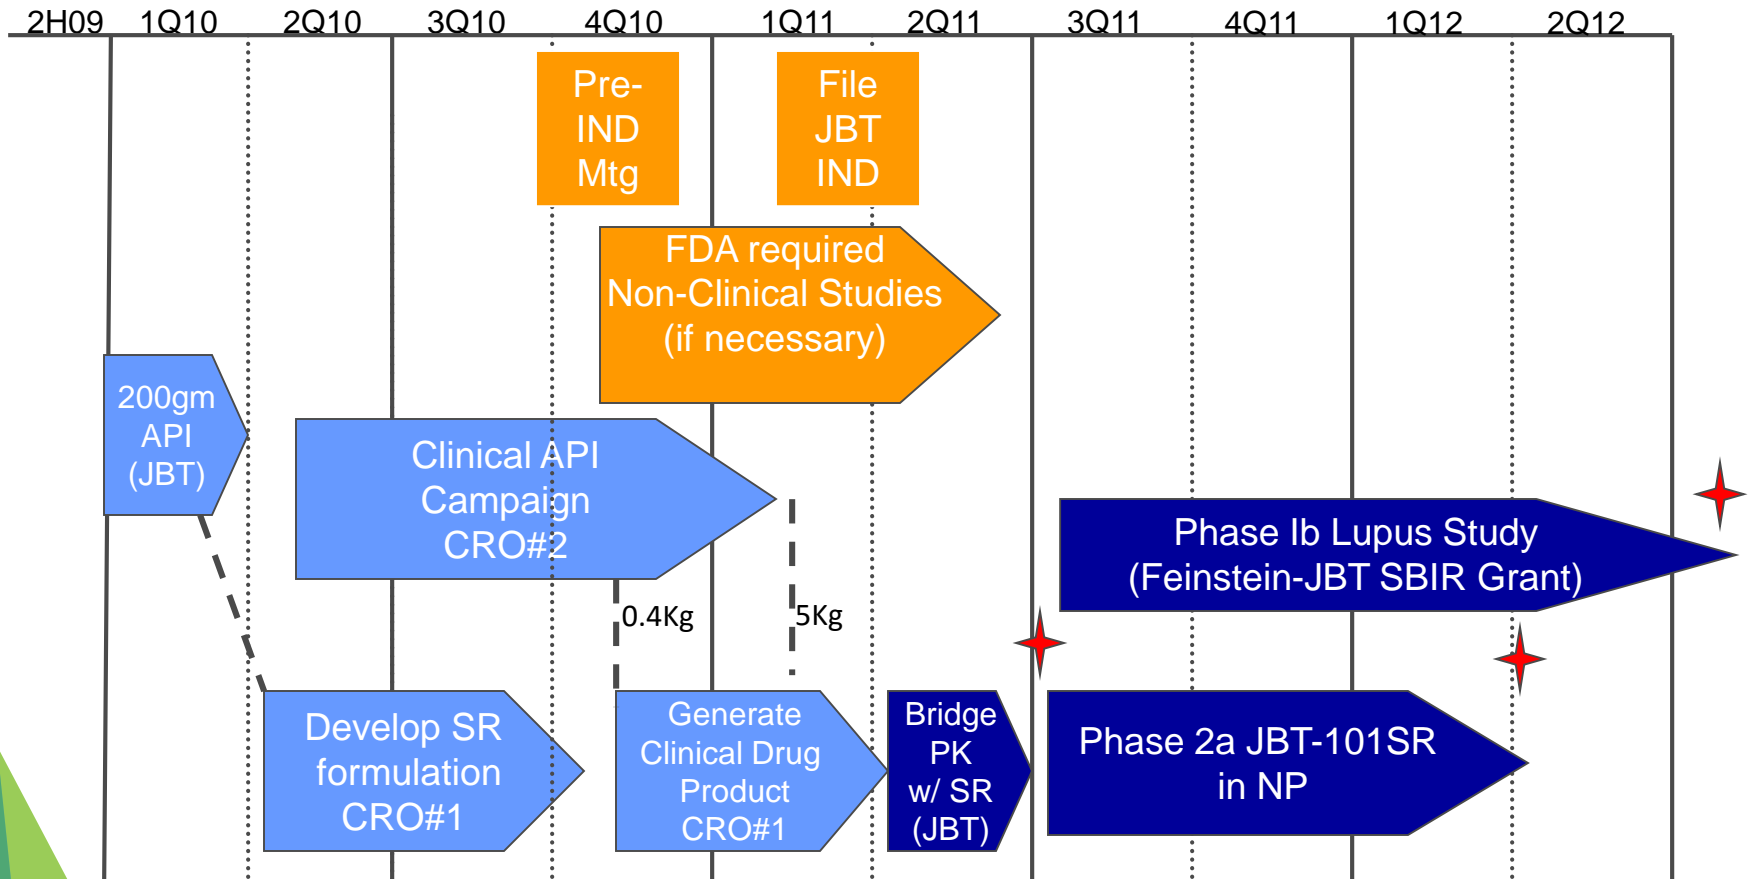 2H09 1Q10 2Q10 3Q10 4Q10 1Q11 2Q11 3Q11 4Q11 1Q12 2Q12
Pre-
IND
Mtg
File
JBT
IND
FDA required
Non-Clinical Studies
(if necessary)
200gm
API
(JBT)
Clinical API
Campaign
CRO#2
Phase Ib Lupus Study
(Feinstein-JBT SBIR Grant)
0.4Kg
5Kg
Develop SR
formulation
CRO#1
Generate
Clinical Drug
Product
CRO#1
Bridge
PK
w/ SR
(JBT)
Phase 2a JBT-101SR
in NP